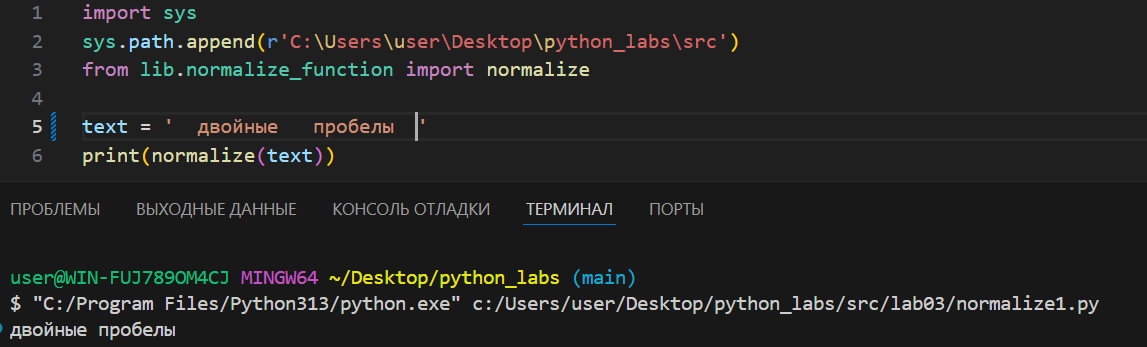 1 import sys
2 sys.path.append(r'C:\Users\user\Desktop\python_labs\src')
3 from lib.normalize_function import normalize
4
5 text = '  двойные   пробелы  '
6 print(normalize(text))
ПРОБЛЕМЫ ВЫХОДНЫЕ ДАННЫЕ КОНСОЛЬ ОТЛАДКИ ТЕРМИНАЛ ПОРТЫ
user@WIN-FUJ789OM4CJ MINGW64 ~/Desktop/python_labs (main)
$ "C:/Program Files/Python313/python.exe" c:/Users/user/Desktop/python_labs/src/lab03/normalize1.py
двойные пробелы